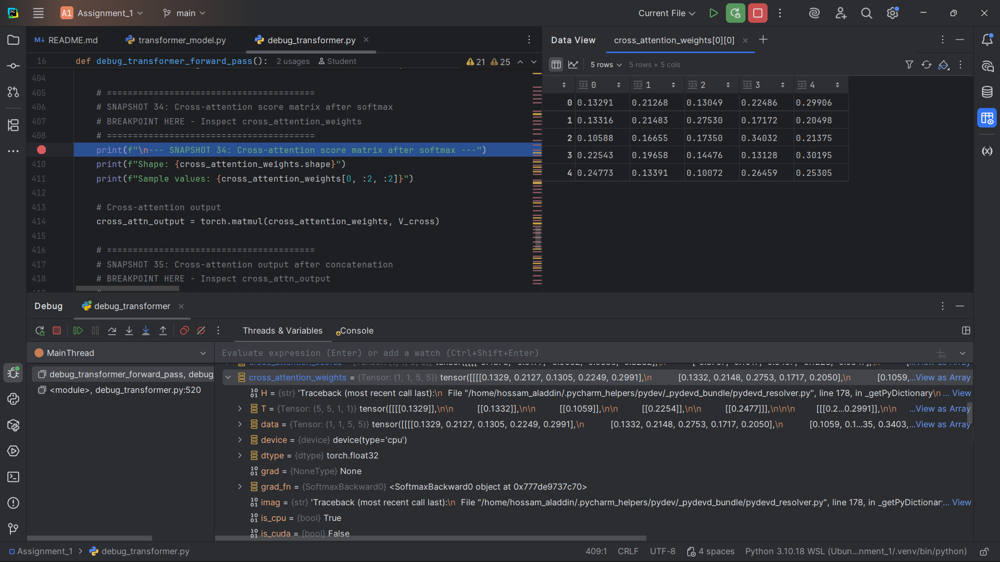 PC
A1 Assignment_1 main Current File
README.md transformer_model.py debug_transformer.py
16 def debug_transformer_forward_pass(): 2 usages Student 21 25
404
405 # ========================================
406 # SNAPSHOT 34: Cross-attention score matrix after softmax
407 # BREAKPOINT HERE - Inspect cross_attention_weights
408 # ========================================
print(f"\n--- SNAPSHOT 34: Cross-attention score matrix after softmax ---")
410 print(f"Shape: {cross_attention_weights.shape}")
411 print(f"Sample values: {cross_attention_weights[0, :2, :2]}")
412
413 # Cross-attention output
414 cross_attn_output = torch.matmul(cross_attention_weights, V_cross)
415
416 # ========================================
417 # SNAPSHOT 35: Cross-attention output after concatenation
418 # BREAKPOINT HERE - Inspect cross_attn_output
Data View cross_attention_weights[0][0]
5 rows 5 rows × 5 cols
123 0 123 1 123 2 123 3 123 4
0 0.13291 0.21268 0.13049 0.22486 0.29906
1 0.13316 0.21483 0.27530 0.17172 0.20498
2 0.10588 0.16655 0.17350 0.34032 0.21375
3 0.22543 0.19658 0.14476 0.13128 0.30195
4 0.24773 0.13391 0.10072 0.26459 0.25305
Debug debug_transformer
Threads & Variables Console
MainThread
debug_transformer_forward_pass, debug_
<module>, debug_transformer.py:520
Evaluate expression (Enter) or add a watch (Ctrl+Shift+Enter)
cross_attention_weights = {Tensor: (1, 1, 5, 5)} tensor([[[[0.1329, 0.2127, 0.1305, 0.2249, 0.2991],\n [0.1332, 0.2148, 0.2753, 0.1717, 0.2050],\n [0.1059,...View as Array
H = {str} 'Traceback (most recent call last):\n File "/home/hossam_aladdin/.pycharm_helpers/pydev/_pydevd_bundle/pydevd_resolver.py", line 178, in _getPyDictionary\n ... View
T = {Tensor: (5, 5, 1, 1)} tensor([[[[0.1329]],\n\n [[0.1332]],\n\n [[0.1059]],\n\n [[0.2254]],\n\n [[0.2477]]],\n\n\n [[[0.2...0.2991]],\n\n ...View as Array
data = {Tensor: (1, 1, 5, 5)} tensor([[[[0.1329, 0.2127, 0.1305, 0.2249, 0.2991],\n [0.1332, 0.2148, 0.2753, 0.1717, 0.2050],\n [0.1059, 0.1...35, 0.3403,...View as Array
device = {device} device(type='cpu')
dtype = {dtype} torch.float32
grad = {NoneType} None
grad_fn = {SoftmaxBackward0} <SoftmaxBackward0 object at 0x777de9737c70>
imag = {str} 'Traceback (most recent call last):\n File "/home/hossam_aladdin/.pycharm_helpers/pydev/_pydevd_bundle/pydevd_resolver.py", line 178, in _getPyDictionar... View
is_cpu = {bool} True
is_cuda = {bool} False
Assignment_1 > debug_transformer.py 409:1 CRLF UTF-8 4 spaces Python 3.10.18 WSL (Ubun...nment_1/.venv/bin/python)